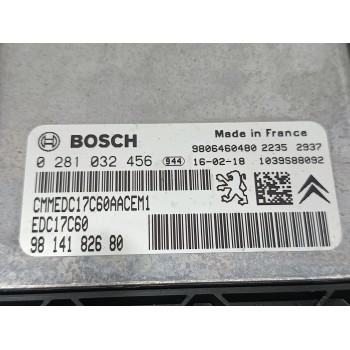 BOSCH
Made in France
9806460480 2235 2937
0 281 032 456 944 16-02-18 1039S88092
CMMEDC17C60AACEM1
EDC17C60
98 141 826 80